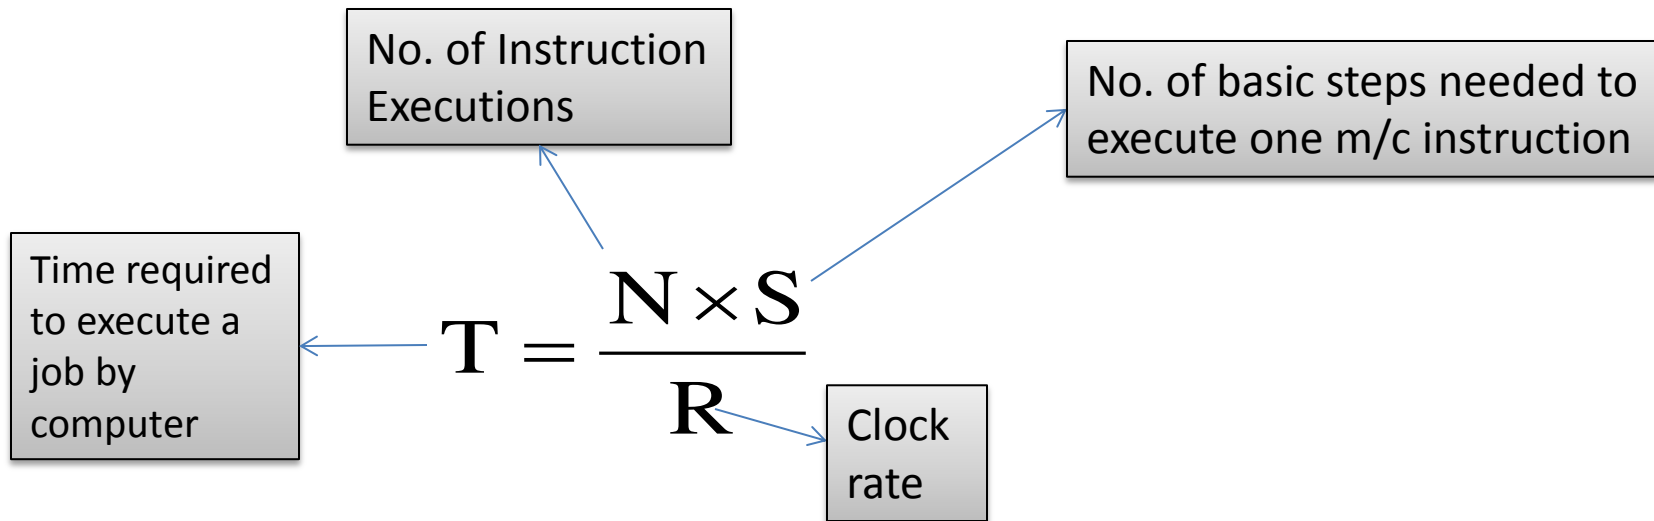 No. of Instruction
Executions
No. of basic steps needed to
execute one m/c instruction
Time required
to execute a
job by
computer
T = N × S
R
Clock
rate